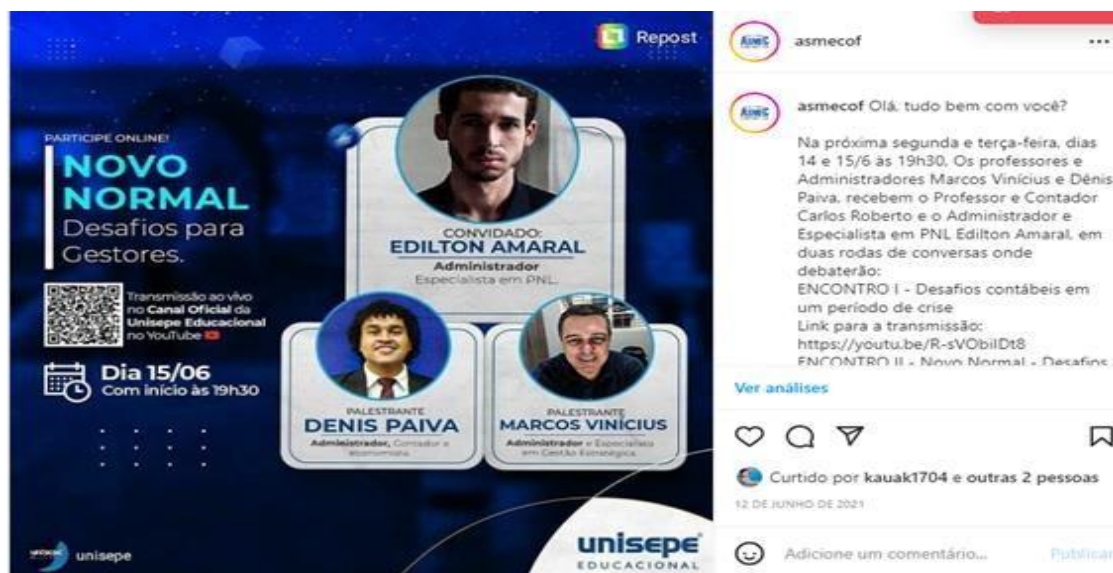 Repost
PARTICIPE ONLINE!
NOVO
NORMAL
Desafios para
Gestores.
Transmissão ao vivo
no Canal Oficial da
Unisepe Educacional
no YouTube
Dia 15/06
Com início às 19h30
CONVIDADO:
EDILTON AMARAL
Administrador
Especialista em PNL.
PALESTRANTE
DENIS PAIVA
Administrador, Contador e
economista.
PALESTRANTE
MARCOS VINÍCIUS
Administrador e Especialista
em Gestão Estratégica.
unisepe
unisepe
EDUCACIONAL
asmecof
asmecof Olá, tudo bem com você?
Na próxima segunda e terça-feira, dias
14 e 15/6 às 19h30, Os professores e
Administradores Marcos Vinícius e Dênis
Paiva, recebem o Professor e Contador
Carlos Roberto e o Administrador e
Especialista em PNL Edilton Amaral, em
duas rodas de conversas onde
debaterão:
ENCONTRO I - Desafios contábeis em
um período de crise
Link para a transmissão:
https://youtu.be/R-sVObiIDt8
ENCONTRO II - Novo Normal - Desafios
Ver análises
Curtido por kauak1704 e outras 2 pessoas
12 DE JUNHO DE 2021
Adicione um comentário...
Publicar